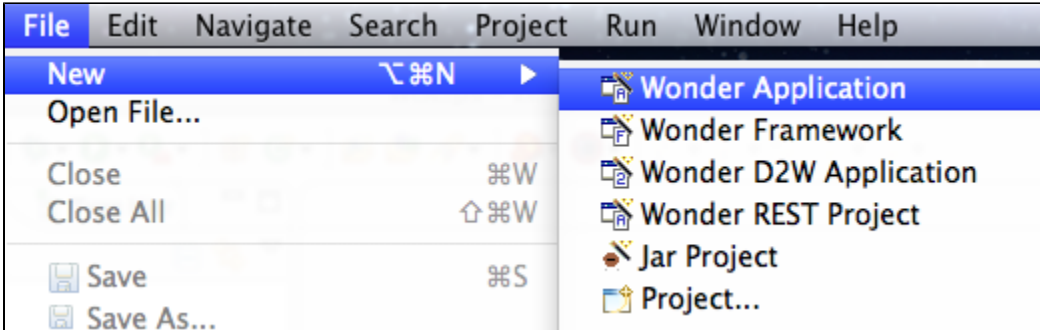 File Edit Navigate Search Project Run Window Help
New ⌥⌘N ▶
Open File...
Close ⌘W
Close All ⇧⌘W
Save ⌘S
Save As...
Wonder Application
Wonder Framework
Wonder D2W Application
Wonder REST Project
Jar Project
Project...